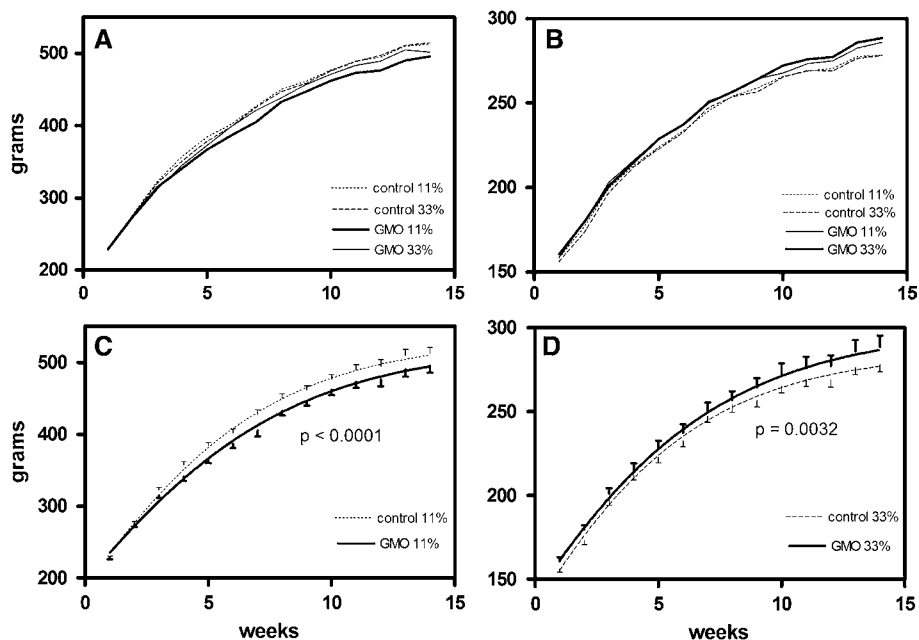 A
500
400
300
200
grams
control 11%
control 33%
GMO 11%
GMO 33%
0
5
10
15
B
300
250
200
150
control 11%
control 33%
GMO 11%
GMO 33%
0
5
10
15
C
500
400
300
200
grams
p < 0.0001
control 11%
GMO 11%
0
5
10
15
weeks
D
300
250
200
150
p = 0.0032
control 33%
GMO 33%
0
5
10
15
weeks